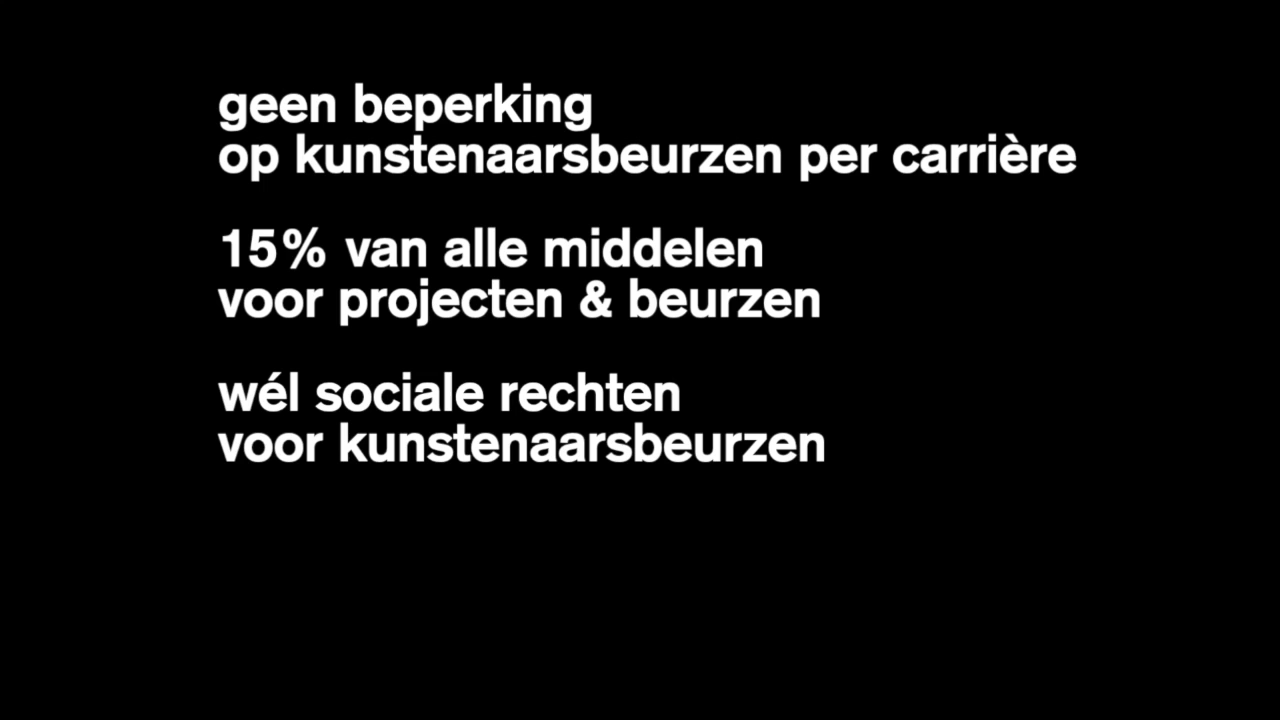 geen beperking
op kunstenaarsbeurzen per carrière
15% van alle middelen
voor projecten & beurzen
wél sociale rechten
voor kunstenaarsbeurzen